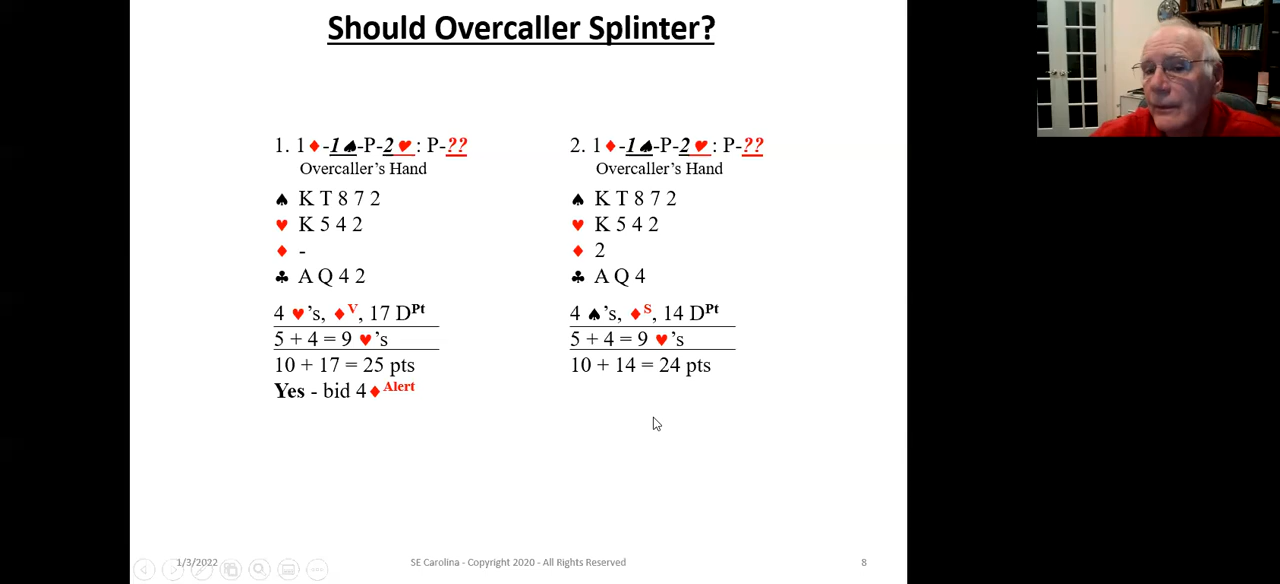 Should Overcaller Splinter?
1. 1♦-1♠-P-2♥: P-??
Overcaller's Hand
♠ K T 8 7 2
♥ K 5 4 2
♦ -
♣ A Q 4 2
4 ♥'s, ♦V, 17 DPt
5 + 4 = 9 ♥'s
10 + 17 = 25 pts
Yes - bid 4♦Alert
2. 1♦-1♠-P-2♥: P-??
Overcaller's Hand
♠ K T 8 7 2
♥ K 5 4 2
♦ 2
♣ A Q 4
4 ♠'s, ♦S, 14 DPt
5 + 4 = 9 ♥'s
10 + 14 = 24 pts
1/3/2022
SE Carolina - Copyright 2020 - All Rights Reserved
8